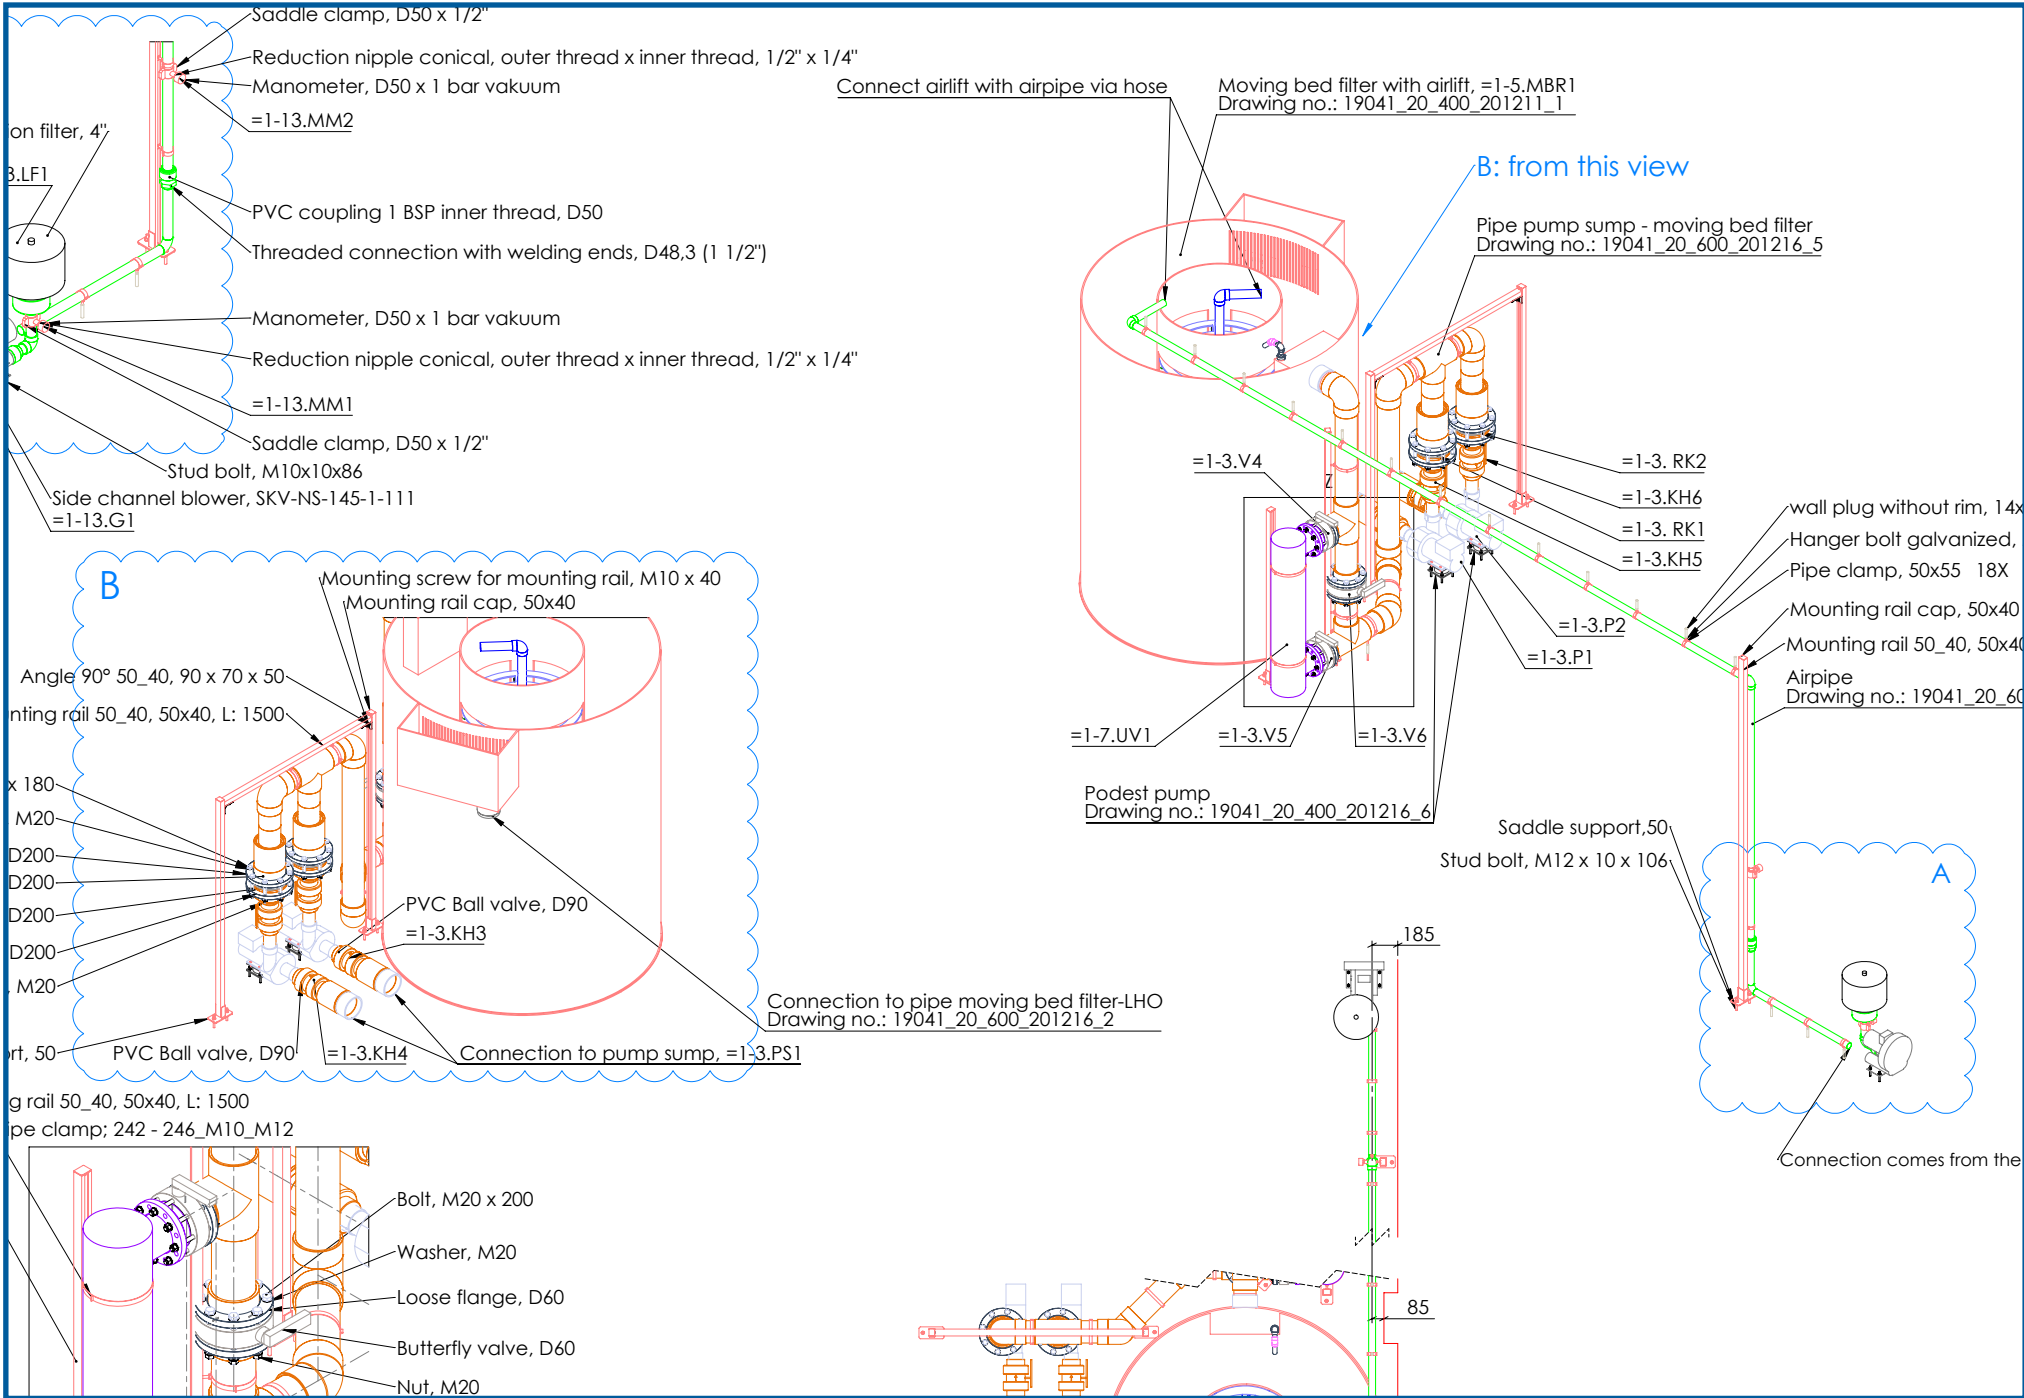 Saddle clamp, D50 x 1/2"
Reduction nipple conical, outer thread x inner thread, 1/2" x 1/4"
Manometer, D50 x 1 bar vakuum
=1-13.MM2
ion filter, 4"
3.LF1
PVC coupling 1 BSP inner thread, D50
Threaded connection with welding ends, D48,3 (1 1/2")
Manometer, D50 x 1 bar vakuum
Reduction nipple conical, outer thread x inner thread, 1/2" x 1/4"
=1-13.MM1
Saddle clamp, D50 x 1/2"
Stud bolt, M10x10x86
Side channel blower, SKV-NS-145-1-111
=1-13.G1
Connect airlift with airpipe via hose
Moving bed filter with airlift, =1-5.MBR1
Drawing no.: 19041_20_400_201211_1
B: from this view
Pipe pump sump - moving bed filter
Drawing no.: 19041_20_600_201216_5
=1-3.V4
Z
=1-3. RK2
=1-3.KH6
=1-3. RK1
=1-3.KH5
=1-3.P2
=1-3.P1
wall plug without rim, 14x
Hanger bolt galvanized,
Pipe clamp, 50x55 18X
Mounting rail cap, 50x40
Mounting rail 50_40, 50x40
Airpipe
Drawing no.: 19041_20_60
=1-7.UV1
=1-3.V5
=1-3.V6
Podest pump
Drawing no.: 19041_20_400_201216_6
Saddle support,50
Stud bolt, M12 x 10 x 106
A
Connection comes from the
B
Mounting screw for mounting rail, M10 x 40
Mounting rail cap, 50x40
Angle 90° 50_40, 90 x 70 x 50
nting rail 50_40, 50x40, L: 1500
x 180
M20
D200
D200
D200
D200
, M20
PVC Ball valve, D90
=1-3.KH3
rt, 50
PVC Ball valve, D90
=1-3.KH4
Connection to pump sump, =1-3.PS1
Connection to pipe moving bed filter-LHO
Drawing no.: 19041_20_600_201216_2
g rail 50_40, 50x40, L: 1500
ipe clamp; 242 - 246_M10_M12
Bolt, M20 x 200
Washer, M20
Loose flange, D60
Butterfly valve, D60
Nut, M20
185
85